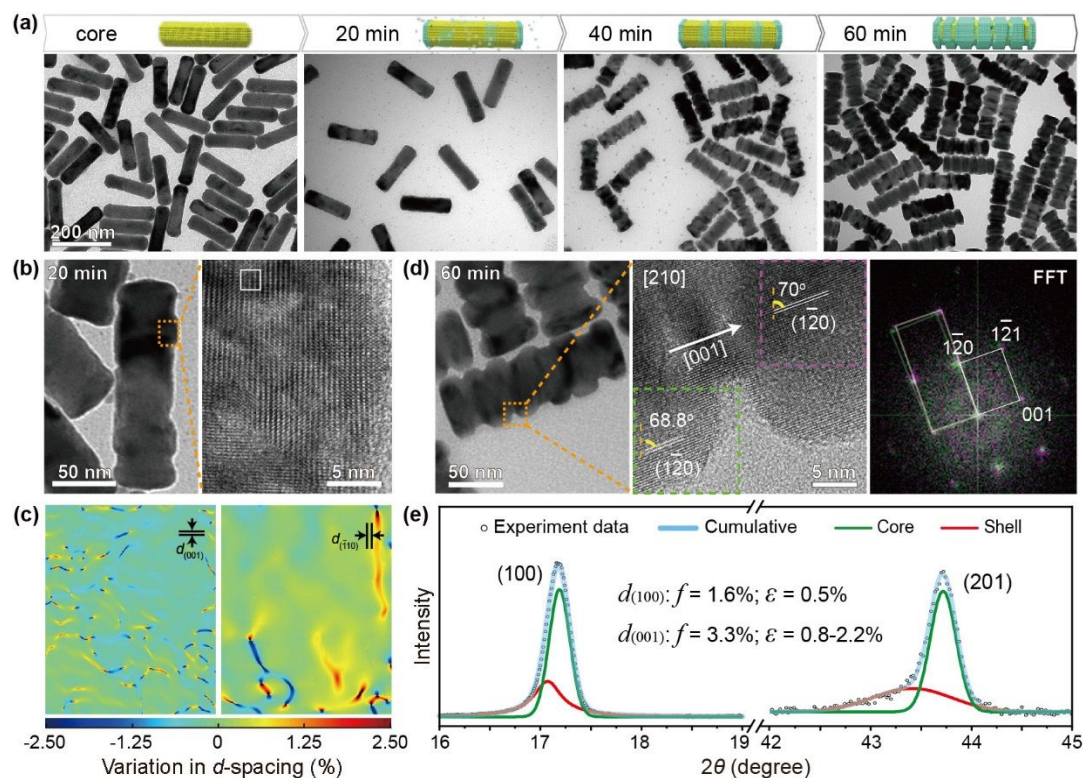 (a) core 20 min 40 min 60 min
200 nm
(b) 20 min
50 nm
5 nm
(d) 60 min
50 nm
[210]
[001]
70°
(1̄20)
68.8°
(1̄20)
5 nm
FFT
1̄20
1̄21
001
(c)
d(001)
d(1̄10)
-2.50 -1.25 0 1.25 2.50
Variation in d-spacing (%)
(e)
Experiment data Cumulative Core Shell
(100)
(201)
d(100): f = 1.6%; ε = 0.5%
d(001): f = 3.3%; ε = 0.8-2.2%
Intensity
16 17 18 19 42 43 44 45
2θ (degree)